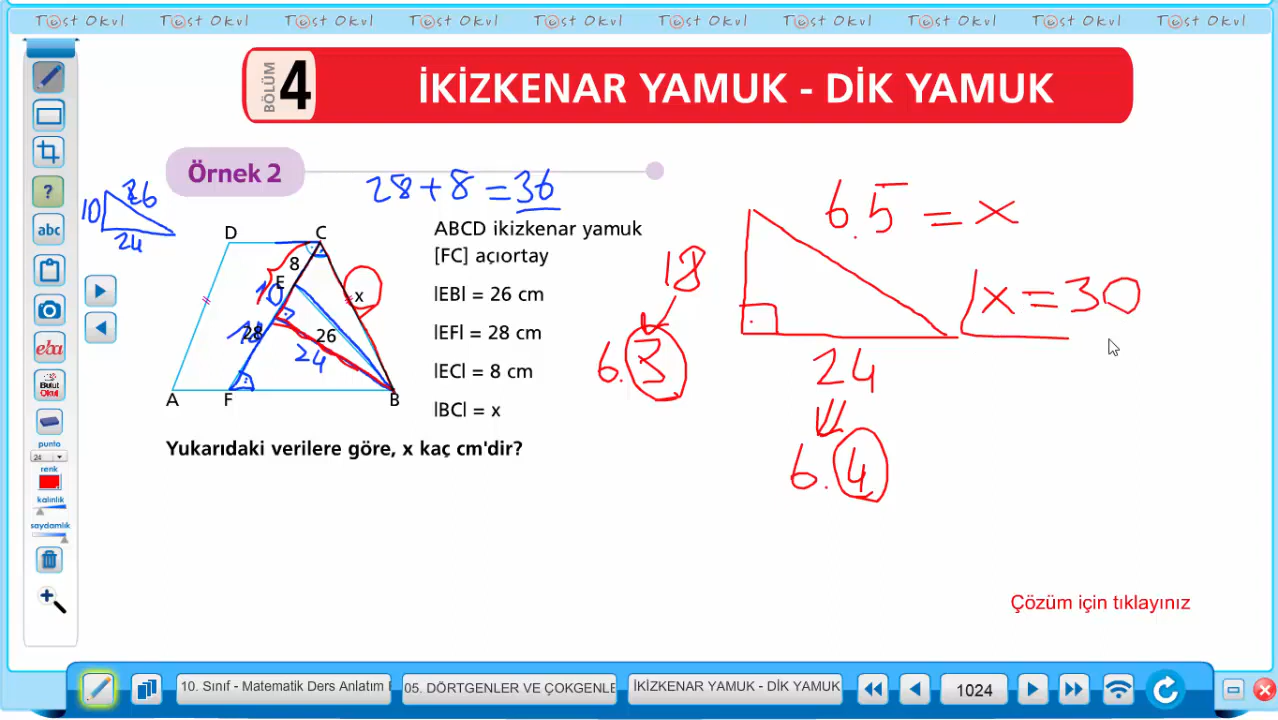 Test Okul Test Okul Test Okul Test Okul Test Okul Test Okul Test Okul Test Okul Test Okul Test Okul
BÖLÜM 4 İKİZKENAR YAMUK - DİK YAMUK
Örnek 2
28 + 8 = 36
10 26
24
D C
8
E
10
x
28 18
26
24
A F B
ABCD ikizkenar yamuk
[FC] açıortay
|EB| = 26 cm
|EF| = 28 cm
|EC| = 8 cm
|BC| = x
Yukarıdaki verilere göre, x kaç cm'dir?
6.5 = x
18
6.3
24
6.4
x = 30
?
abc
eba
Bulut Okul
punto
24
renk
kalınlık
saydamlık
Çözüm için tıklayınız
10. Sınıf - Matematik Ders Anlatım
05. DÖRTGENLER VE ÇOKGENLE
İKİZKENAR YAMUK - DİK YAMUK
1024